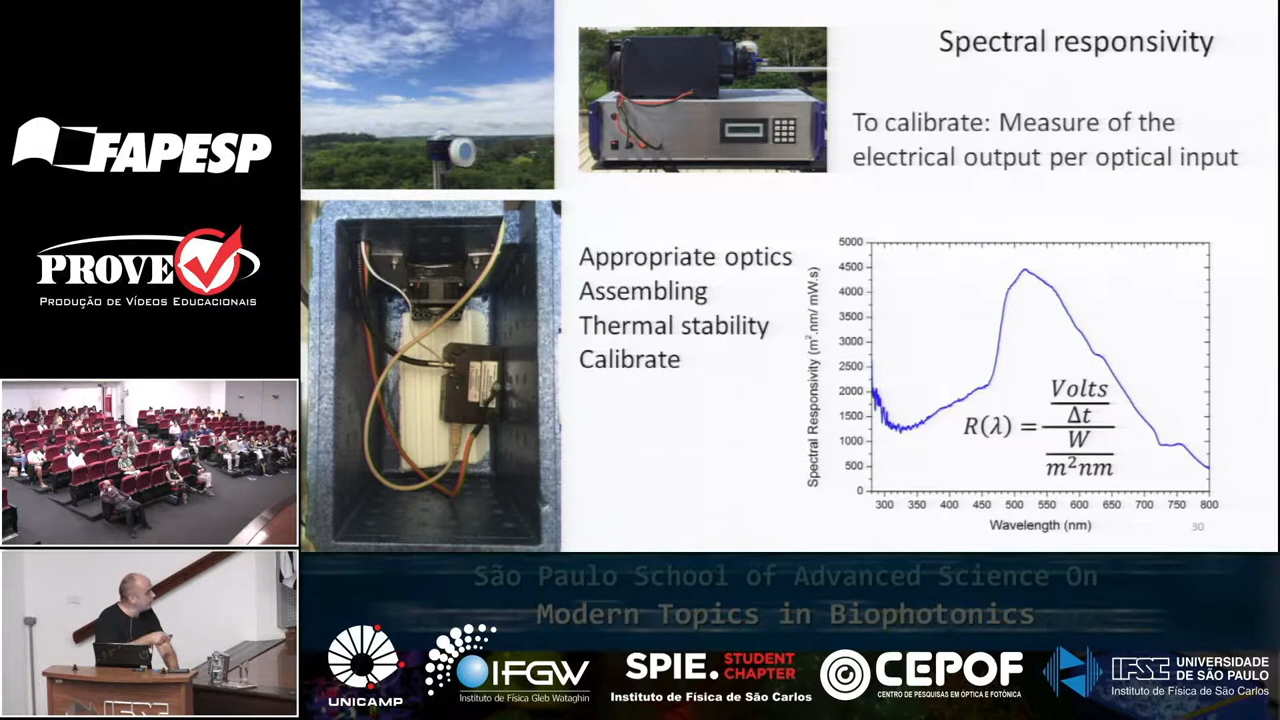 FAPESP
PROVE
PRODUÇÃO DE VÍDEOS EDUCACIONAIS
Spectral responsivity
To calibrate: Measure of the
electrical output per optical input
Appropriate optics
Assembling
Thermal stability
Calibrate
Spectral Responsivity (m².nm/ mW.s)
5000
4500
4000
3500
3000
2500
2000
1500
1000
500
0
R(λ) = Volts
Δt
W
m²nm
300 350 400 450 500 550 600 650 700 750 800
Wavelength (nm)
30
São Paulo School of Advanced Science On
Modern Topics in Biophotonics
UNICAMP
IFGW
Instituto de Física Gleb Wataghin
SPIE. STUDENT
CHAPTER
Instituto de Física de São Carlos
CEPOF
CENTRO DE PESQUISAS EM ÓPTICA E FOTÔNICA
IFSC
UNIVERSIDADE
DE SÃO PAULO
Instituto de Física de São Carlos
IFSC